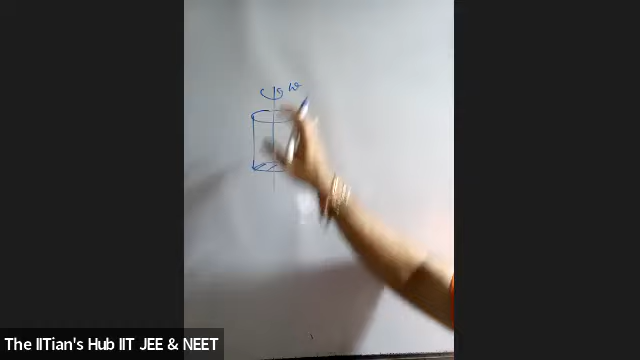 ω
The IITian's Hub IIT JEE & NEET